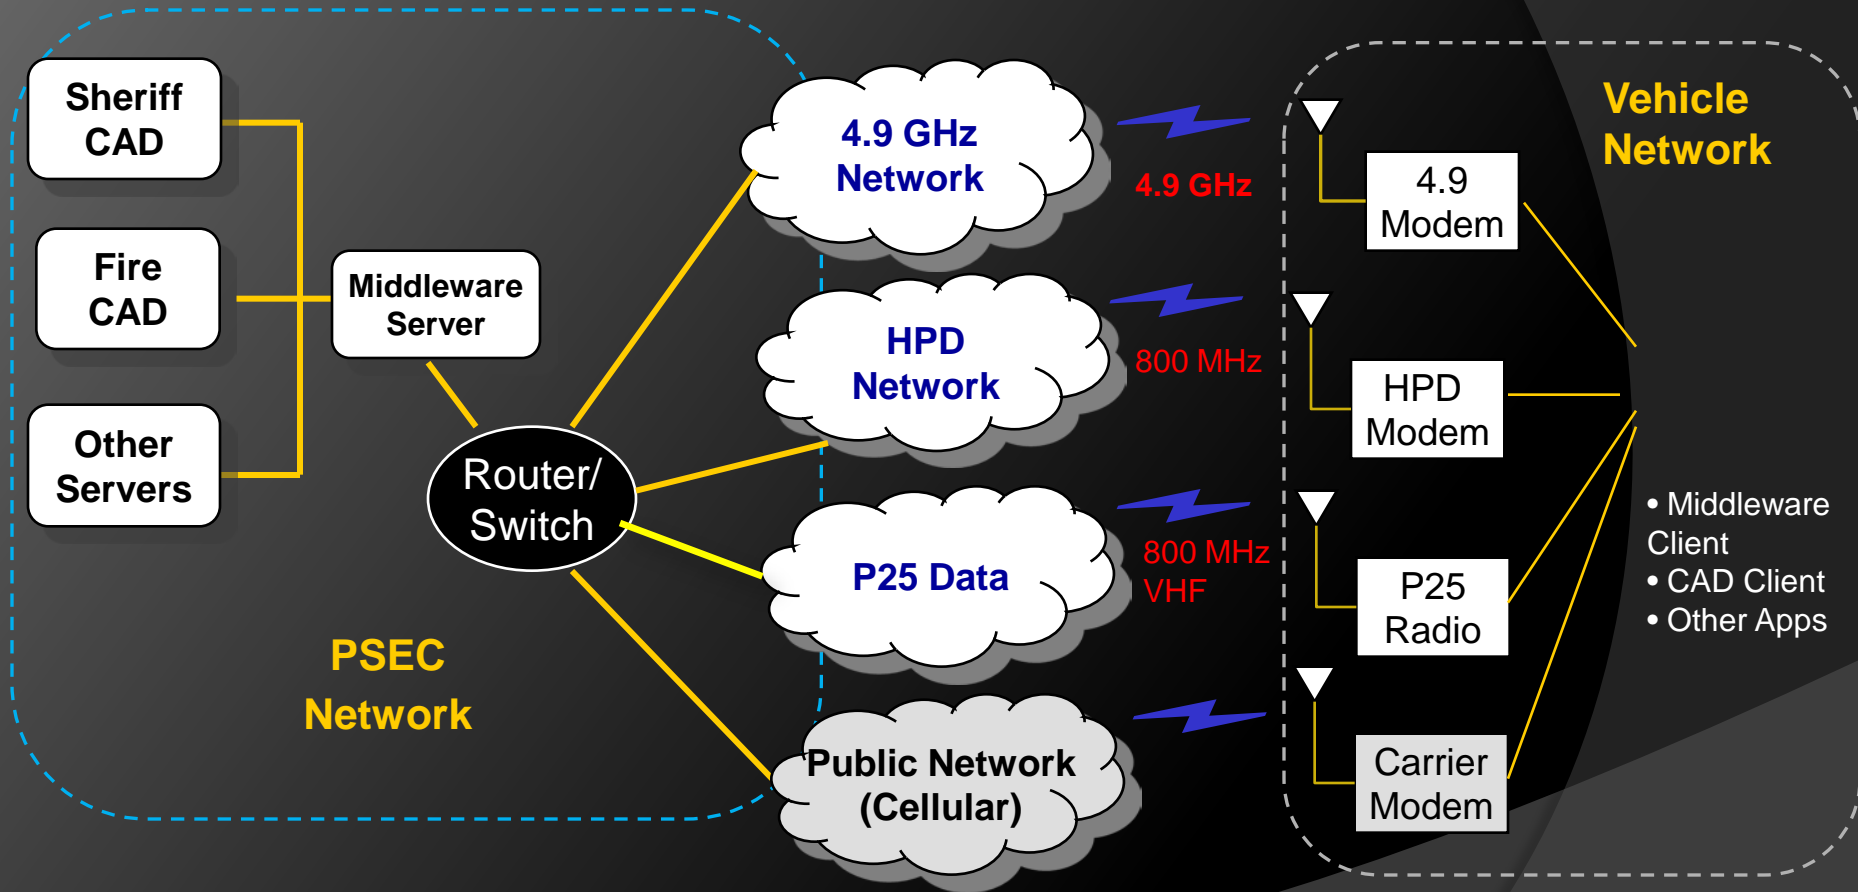 Sheriff
CAD
Fire
CAD
Other
Servers
Middleware
Server
Router/
Switch
PSEC
Network
4.9 GHz
Network
HPD
Network
P25 Data
Public Network
(Cellular)
4.9 GHz
800 MHz
800 MHz
VHF
Vehicle
Network
4.9
Modem
HPD
Modem
P25
Radio
Carrier
Modem
• Middleware
Client
• CAD Client
• Other Apps